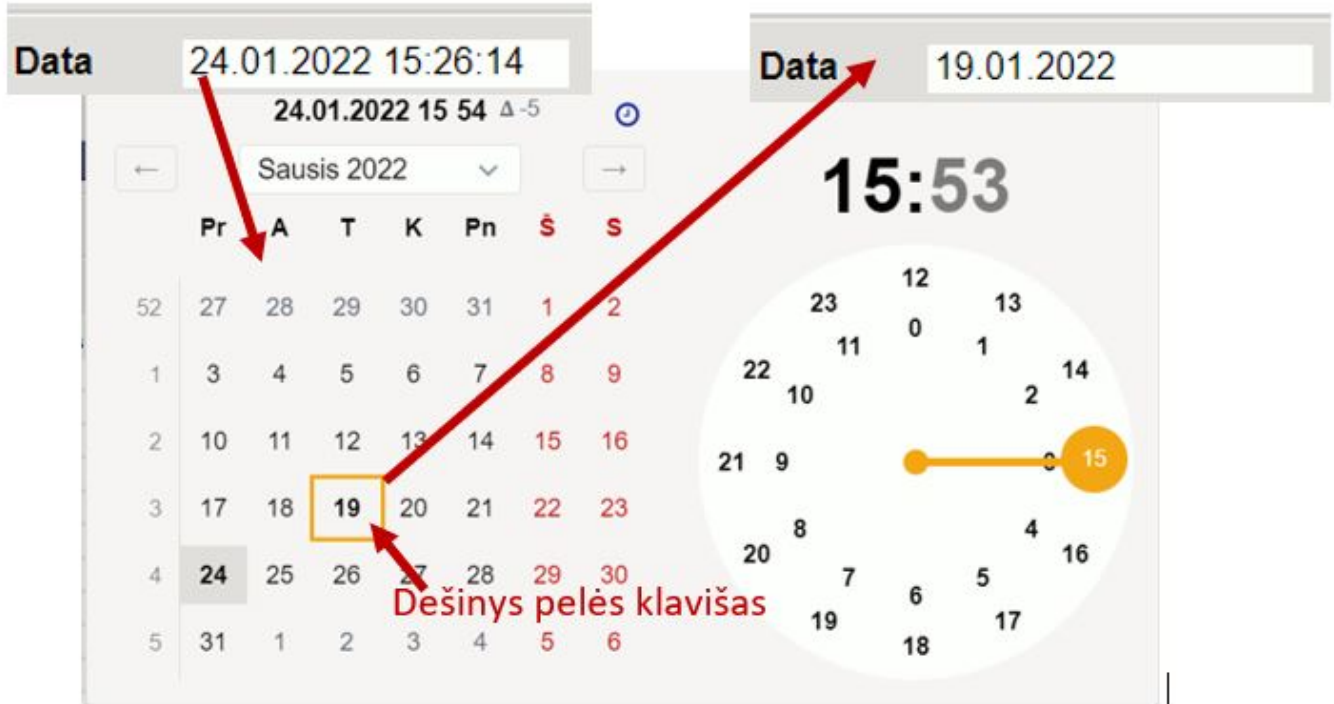 Data 24.01.2022 15:26:14
Data 19.01.2022
24.01.2022 15 54 Δ -5
← Sausis 2022 →
Pr A T K Pn Š S
52 27 28 29 30 31 1 2
1 3 4 5 6 7 8 9
2 10 11 12 13 14 15 16
3 17 18 19 20 21 22 23
4 24 25 26 27 28 29 30
5 31 1 2 3 4 5 6
Dešinys pelės klavišas
15:53
12
23 13
0
11 1
22 14
10 2
21 9 15
8 4
20 16
7 5
6
19 17
18